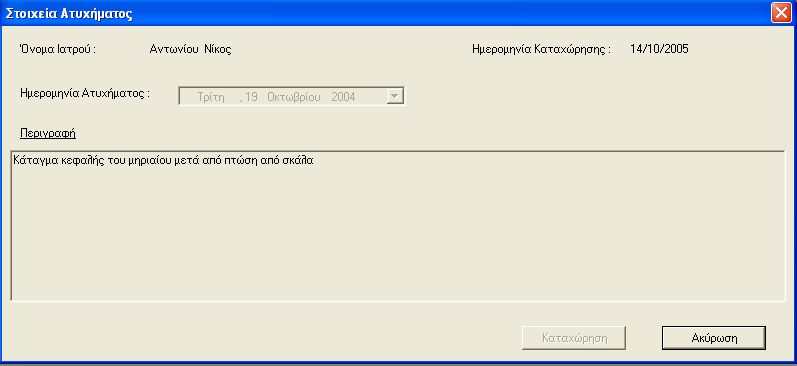 Στοιχεία Ατυχήματος
Όνομα Ιατρού : Αντωνίου Νίκος Ημερομηνία Καταχώρησης : 14/10/2005
Ημερομηνία Ατυχήματος : Τρίτη , 19 Οκτωβρίου 2004
Περιγραφή
Κάταγμα κεφαλής του μηριαίου μετά από πτώση από σκάλα
Καταχώρηση Ακύρωση